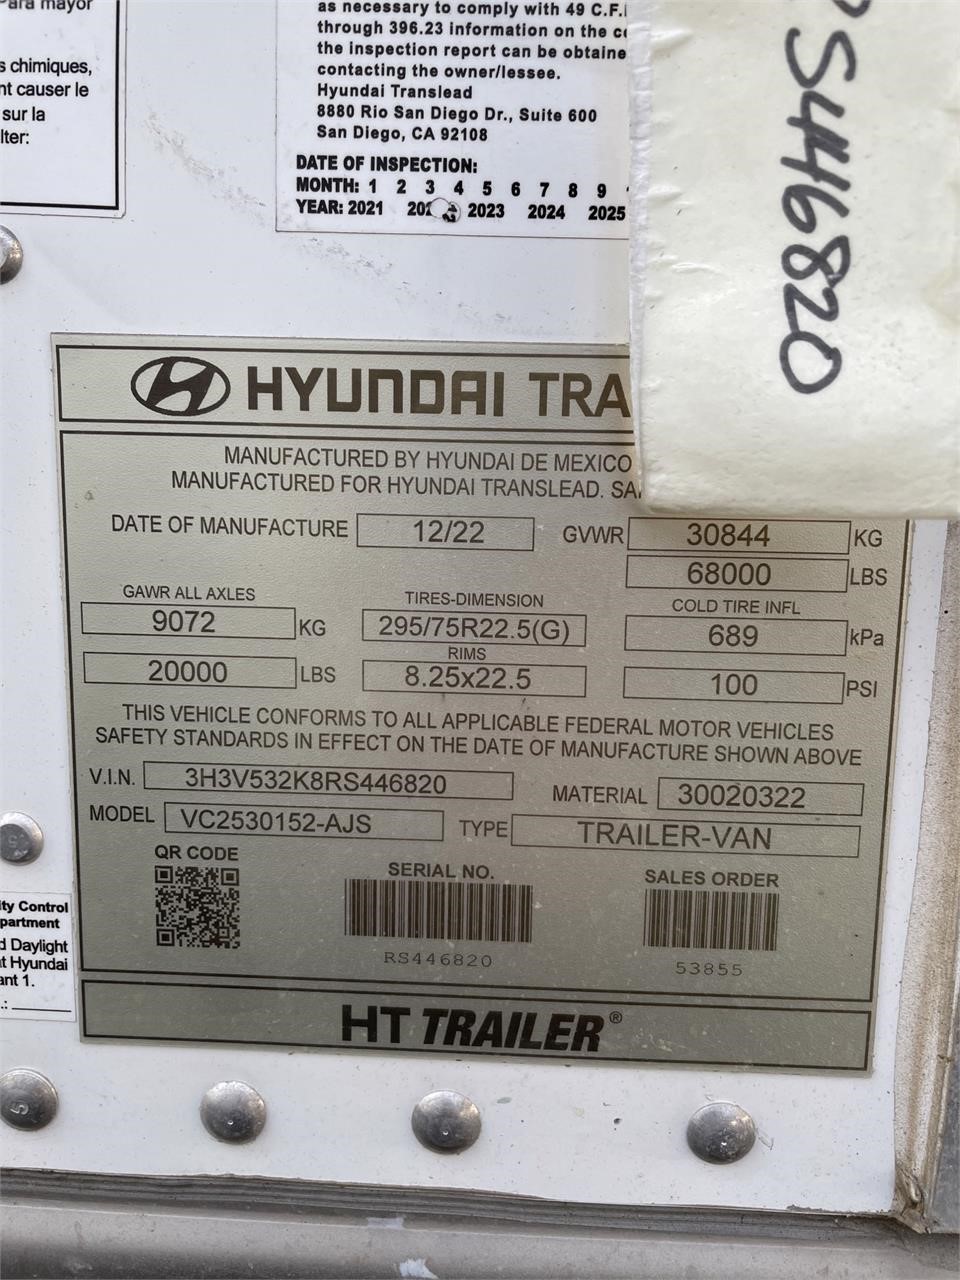 Para mayor
s chimiques,
nt causer le
sur la
lter:
as necessary to comply with 49 C.F.
through 396.23 information on the
the inspection report can be obtaine
contacting the owner/lessee.
Hyundai Translead
8880 Rio San Diego Dr., Suite 600
San Diego, CA 92108
DATE OF INSPECTION:
MONTH: 1 2 3 4 5 6 7 8 9
YEAR: 2021 2023 2024 2025
S446820
HYUNDAI TRA
MANUFACTURED BY HYUNDAI DE MEXICO
MANUFACTURED FOR HYUNDAI TRANSLEAD. SA
DATE OF MANUFACTURE 12/22 GVWR 30844 KG
68000 LBS
GAWR ALL AXLES TIRES-DIMENSION COLD TIRE INFL
9072 KG 295/75R22.5(G) 689 kPa
RIMS
20000 LBS 8.25x22.5 100 PSI
THIS VEHICLE CONFORMS TO ALL APPLICABLE FEDERAL MOTOR VEHICLES
SAFETY STANDARDS IN EFFECT ON THE DATE OF MANUFACTURE SHOWN ABOVE
V.I.N. 3H3V532K8RS446820 MATERIAL 30020322
MODEL VC2530152-AJS TYPE TRAILER-VAN
QR CODE SERIAL NO. SALES ORDER
RS446820 53855
HT TRAILER®
ity Control
partment
d Daylight
t Hyundai
ant 1.
.:
5
5